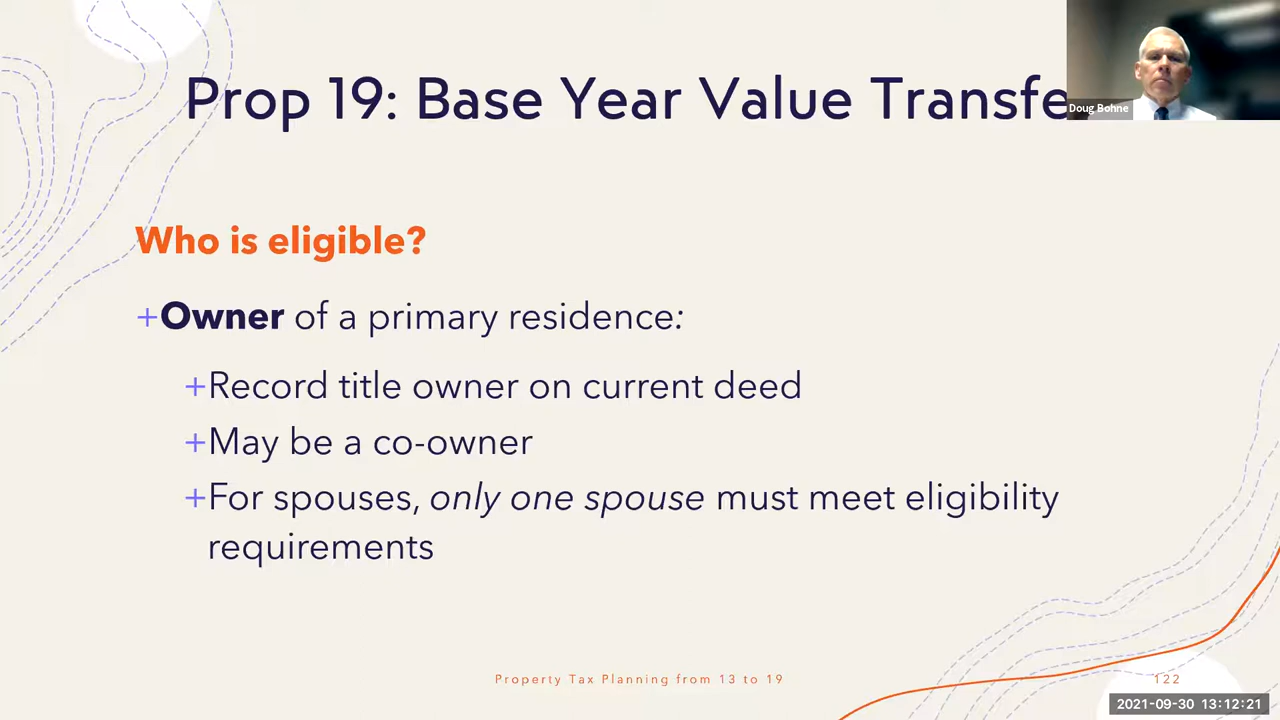 Prop 19: Base Year Value Transfe
Doug Bohne
Who is eligible?
+Owner of a primary residence:
+Record title owner on current deed
+May be a co-owner
+For spouses, only one spouse must meet eligibility
requirements
Property Tax Planning from 13 to 19
122
2021-09-30 13:12:21